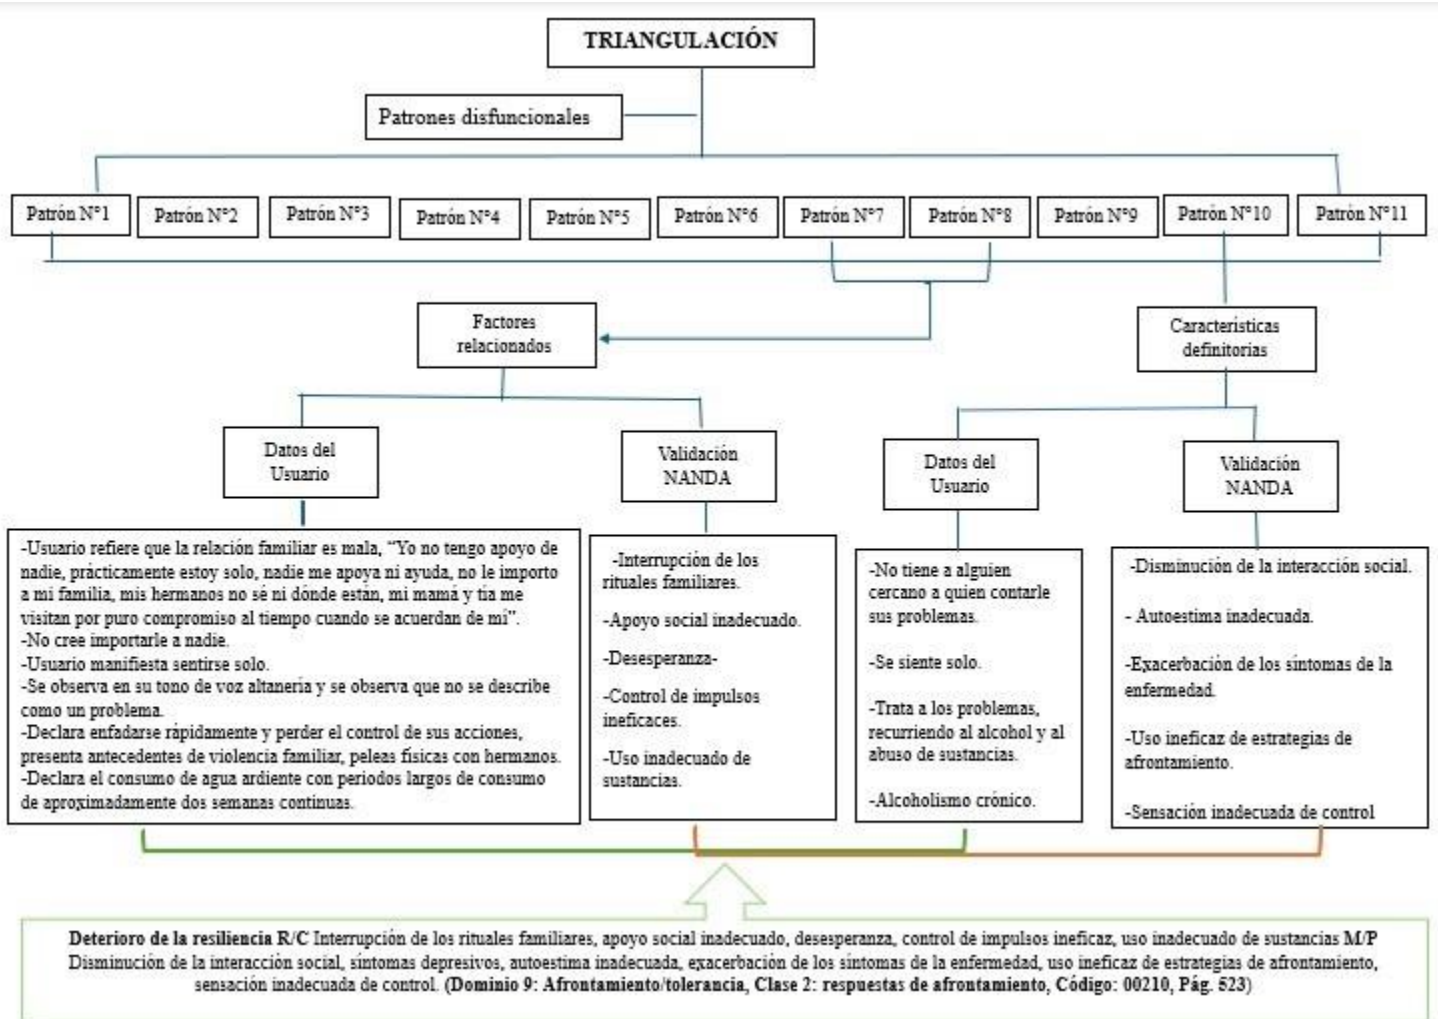 TRIANGULACIÓN
Patrones disfuncionales
Patrón N°1
Patrón N°2
Patrón N°3
Patrón N°4
Patrón N°5
Patrón N°6
Patrón N°7
Patrón N°8
Patrón N°9
Patrón N°10
Patrón N°11
Factores
relacionados
Características
definitorias
Datos del
Usuario
Validación
NANDA
Datos del
Usuario
Validación
NANDA
-Usuario refiere que la relación familiar es mala, “Yo no tengo apoyo de
nadie, prácticamente estoy solo, nadie me apoya ni ayuda, no le importo
a mi familia, mis hermanos no sé ni dónde están, mi mamá y tía me
visitan por puro compromiso al tiempo cuando se acuerdan de mí”.
-No cree importarle a nadie.
-Usuario manifiesta sentirse solo.
-Se observa en su tono de voz altanería y se observa que no se describe
como un problema.
-Declara enfadarse rápidamente y perder el control de sus acciones,
presenta antecedentes de violencia familiar, peleas físicas con hermanos.
-Declara el consumo de agua ardiente con periodos largos de consumo
de aproximadamente dos semanas continuas.
-Interrupción de los
rituales familiares.
-Apoyo social inadecuado.
-Desesperanza-
-Control de impulsos
ineficaces.
-Uso inadecuado de
sustancias.
-No tiene a alguien
cercano a quien contarle
sus problemas.
-Se siente solo.
-Trata a los problemas,
recurriendo al alcohol y al
abuso de sustancias.
-Alcoholismo crónico.
-Disminución de la interacción social.
- Autoestima inadecuada.
-Exacerbación de los síntomas de la
enfermedad.
-Uso ineficaz de estrategias de
afrontamiento.
-Sensación inadecuada de control
Deterioro de la resiliencia R/C Interrupción de los rituales familiares, apoyo social inadecuado, desesperanza, control de impulsos ineficaz, uso inadecuado de sustancias M/P
Disminución de la interacción social, síntomas depresivos, autoestima inadecuada, exacerbación de los síntomas de la enfermedad, uso ineficaz de estrategias de afrontamiento,
sensación inadecuada de control. (Dominio 9: Afrontamiento/tolerancia, Clase 2: respuestas de afrontamiento, Código: 00210, Pág. 523)